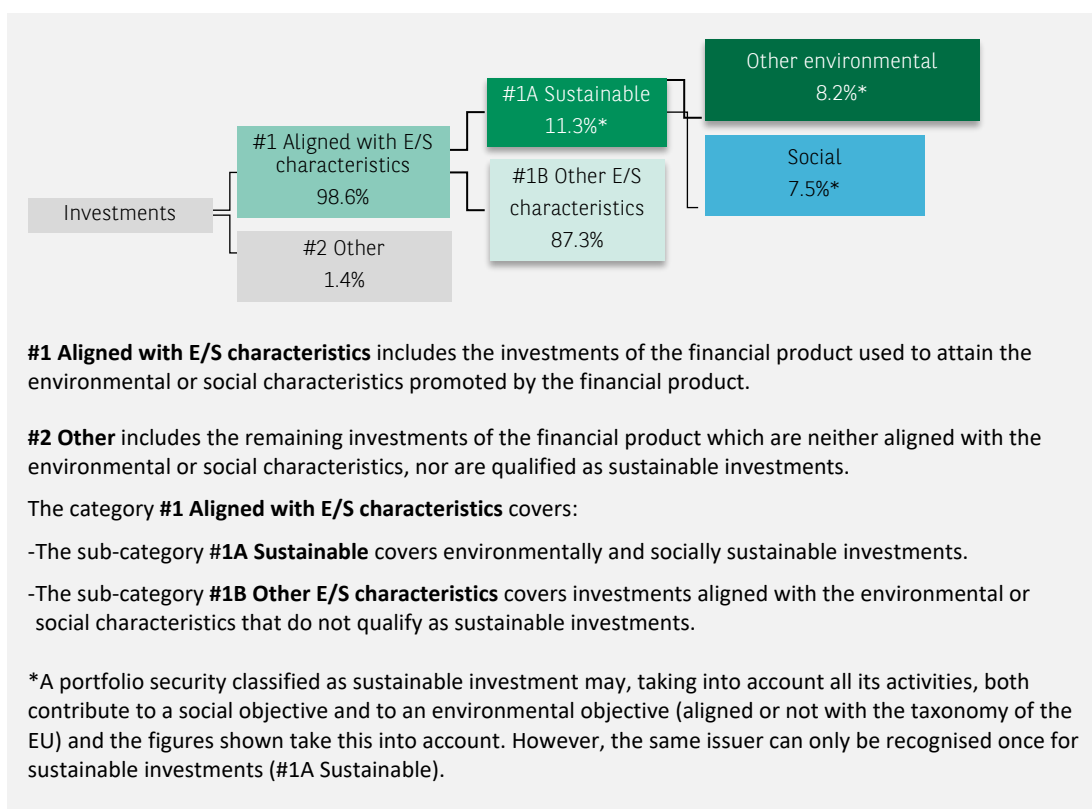 Investments
#1 Aligned with E/S
characteristics
98.6%
#2 Other
1.4%
#1A Sustainable
11.3%*
#1B Other E/S
characteristics
87.3%
Other environmental
8.2%*
Social
7.5%*
#1 Aligned with E/S characteristics includes the investments of the financial product used to attain the
environmental or social characteristics promoted by the financial product.
#2 Other includes the remaining investments of the financial product which are neither aligned with the
environmental or social characteristics, nor are qualified as sustainable investments.
The category #1 Aligned with E/S characteristics covers:
-The sub-category #1A Sustainable covers environmentally and socially sustainable investments.
-The sub-category #1B Other E/S characteristics covers investments aligned with the environmental or
social characteristics that do not qualify as sustainable investments.
*A portfolio security classified as sustainable investment may, taking into account all its activities, both
contribute to a social objective and to an environmental objective (aligned or not with the taxonomy of the
EU) and the figures shown take this into account. However, the same issuer can only be recognised once for
sustainable investments (#1A Sustainable).